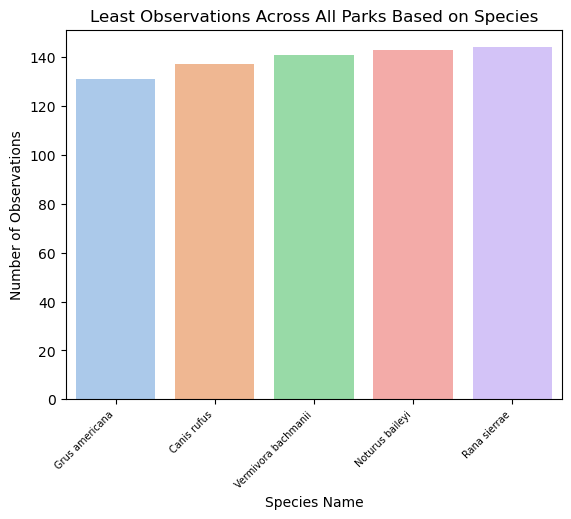 Least Observations Across All Parks Based on Species
Number of Observations
140
120
100
80
60
40
20
0
Grus americana
Canis rufus
Vermivora bachmanii
Noturus baileyi
Rana sierrae
Species Name